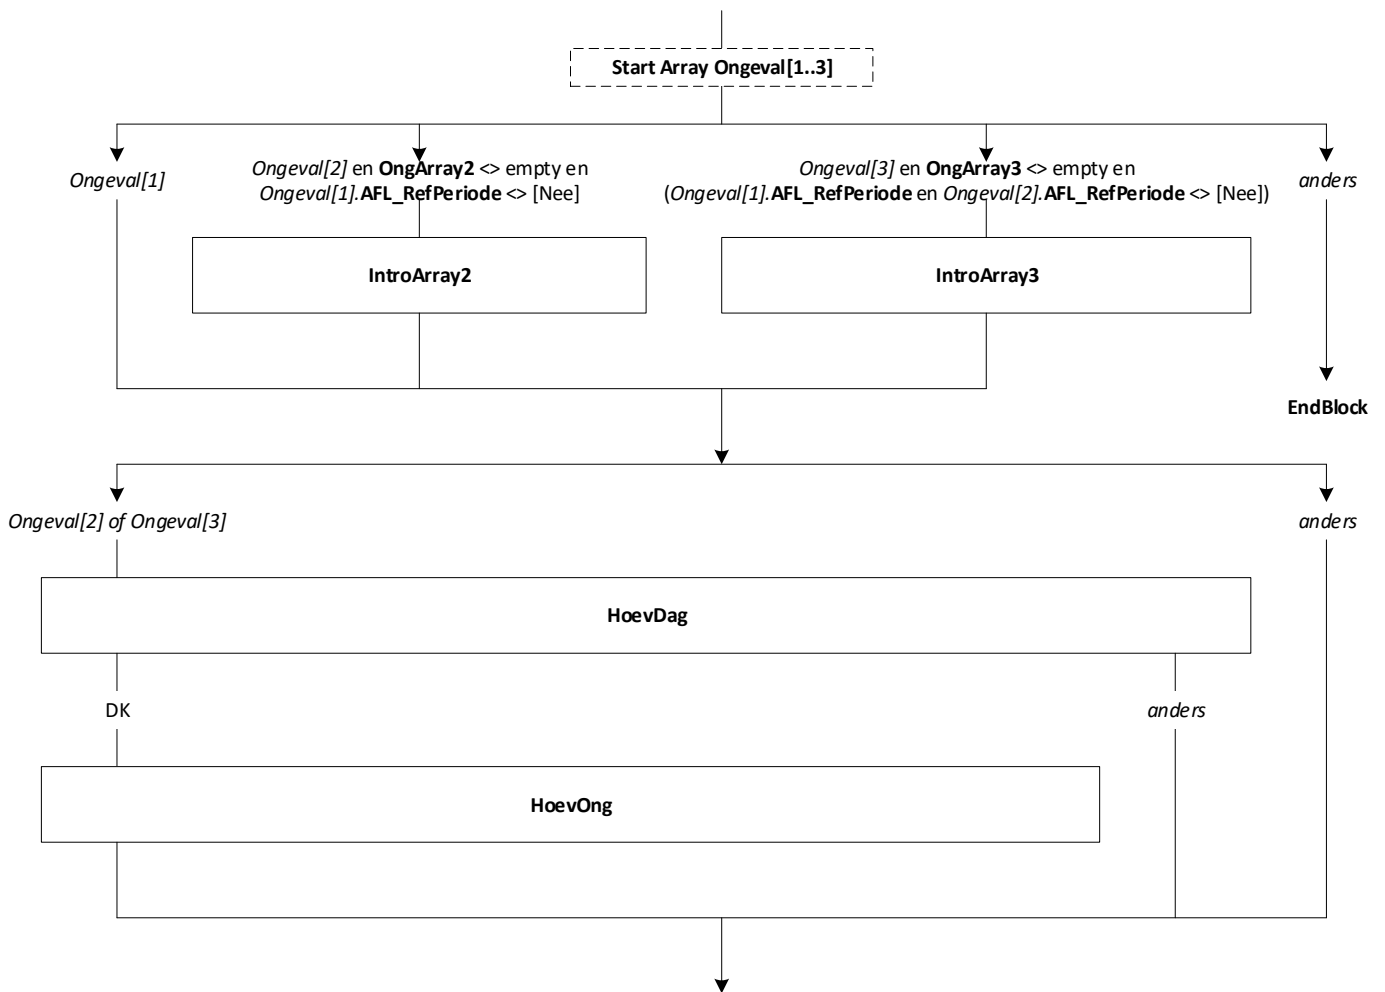 Start Array Ongeval[1..3]
Ongeval[1]
Ongeval[2] en OngArray2 <> empty en
Ongeval[1].AFL_RefPeriode <> [Nee]
Ongeval[3] en OngArray3 <> empty en
(Ongeval[1].AFL_RefPeriode en Ongeval[2].AFL_RefPeriode <> [Nee])
anders
IntroArray2
IntroArray3
EndBlock
Ongeval[2] of Ongeval[3]
anders
HoevDag
DK
anders
HoevOng